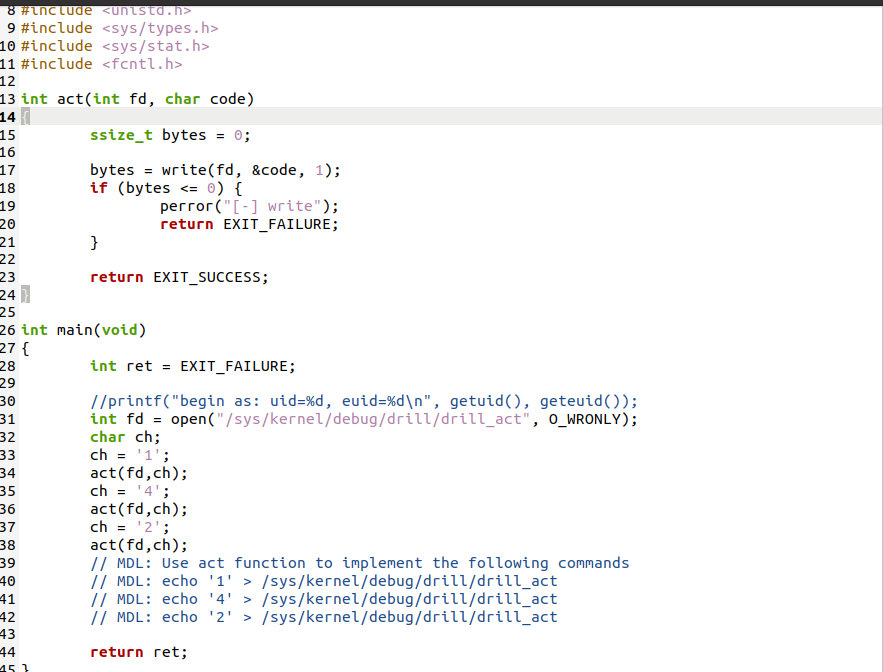 8 #include <unistd.h>
9 #include <sys/types.h>
10 #include <sys/stat.h>
11 #include <fcntl.h>
12
13 int act(int fd, char code)
14 {
15         ssize_t bytes = 0;
16
17         bytes = write(fd, &code, 1);
18         if (bytes <= 0) {
19                 perror("[-] write");
20                 return EXIT_FAILURE;
21         }
22
23         return EXIT_SUCCESS;
24 }
25
26 int main(void)
27 {
28         int ret = EXIT_FAILURE;
29
30         //printf("begin as: uid=%d, euid=%d\n", getuid(), geteuid());
31         int fd = open("/sys/kernel/debug/drill/drill_act", O_WRONLY);
32         char ch;
33         ch = '1';
34         act(fd,ch);
35         ch = '4';
36         act(fd,ch);
37         ch = '2';
38         act(fd,ch);
39         // MDL: Use act function to implement the following commands
40         // MDL: echo '1' > /sys/kernel/debug/drill/drill_act
41         // MDL: echo '4' > /sys/kernel/debug/drill/drill_act
42         // MDL: echo '2' > /sys/kernel/debug/drill/drill_act
43
44         return ret;
45 }